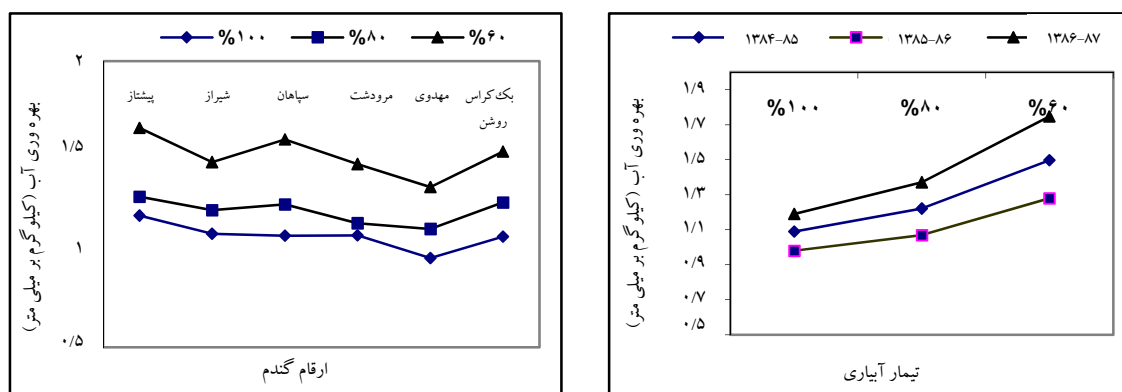 %۱۰۰ %۸۰ %۶۰
۲
۱/۵
۱
۰/۵
پیشتاز شیراز سپاهان مرودشت مهدوی بک‌کراس
روشن
بهره وری آب (کیلو گرم بر میلی متر)
ارقام گندم
۱۳۸۴-۸۵ ۱۳۸۵-۸۶ ۱۳۸۶-۸۷
%۱۰۰ %۸۰ %۶۰
۱/۹
۱/۷
۱/۵
۱/۳
۱/۱
۰/۹
۰/۷
۰/۵
بهره وری آب (کیلو گرم بر میلی متر)
تیمار آبیاری